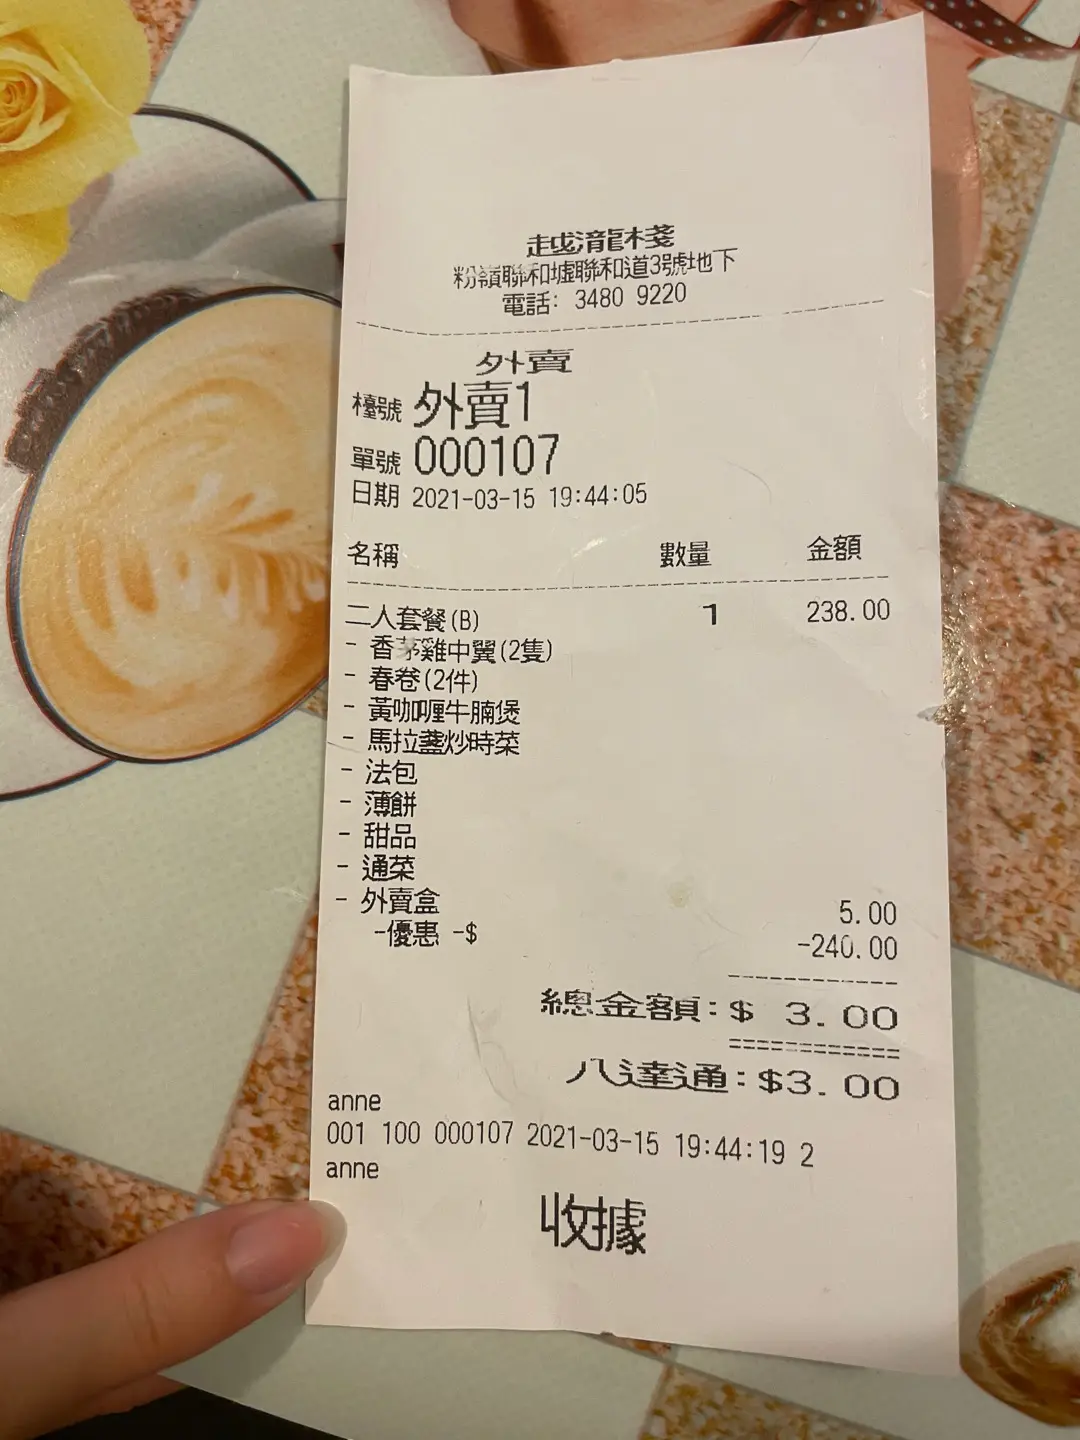 越瀧棧
粉嶺聯和墟聯和道3號地下
電話: 3480 9220
外賣
檯號 外賣1
單號 000107
日期 2021-03-15 19:44:05
名稱 數量 金額
二人套餐(B) 1 238.00
- 香茅雞中翼(2隻)
- 春卷(2件)
- 黃咖喱牛腩煲
- 馬拉盞炒時菜
- 法包
- 薄餅
- 甜品
- 通菜
- 外賣盒 5.00
-優惠 -$ -240.00
總金額:$ 3.00
八達通:$3.00
anne
001 100 000107 2021-03-15 19:44:19 2
anne
收據